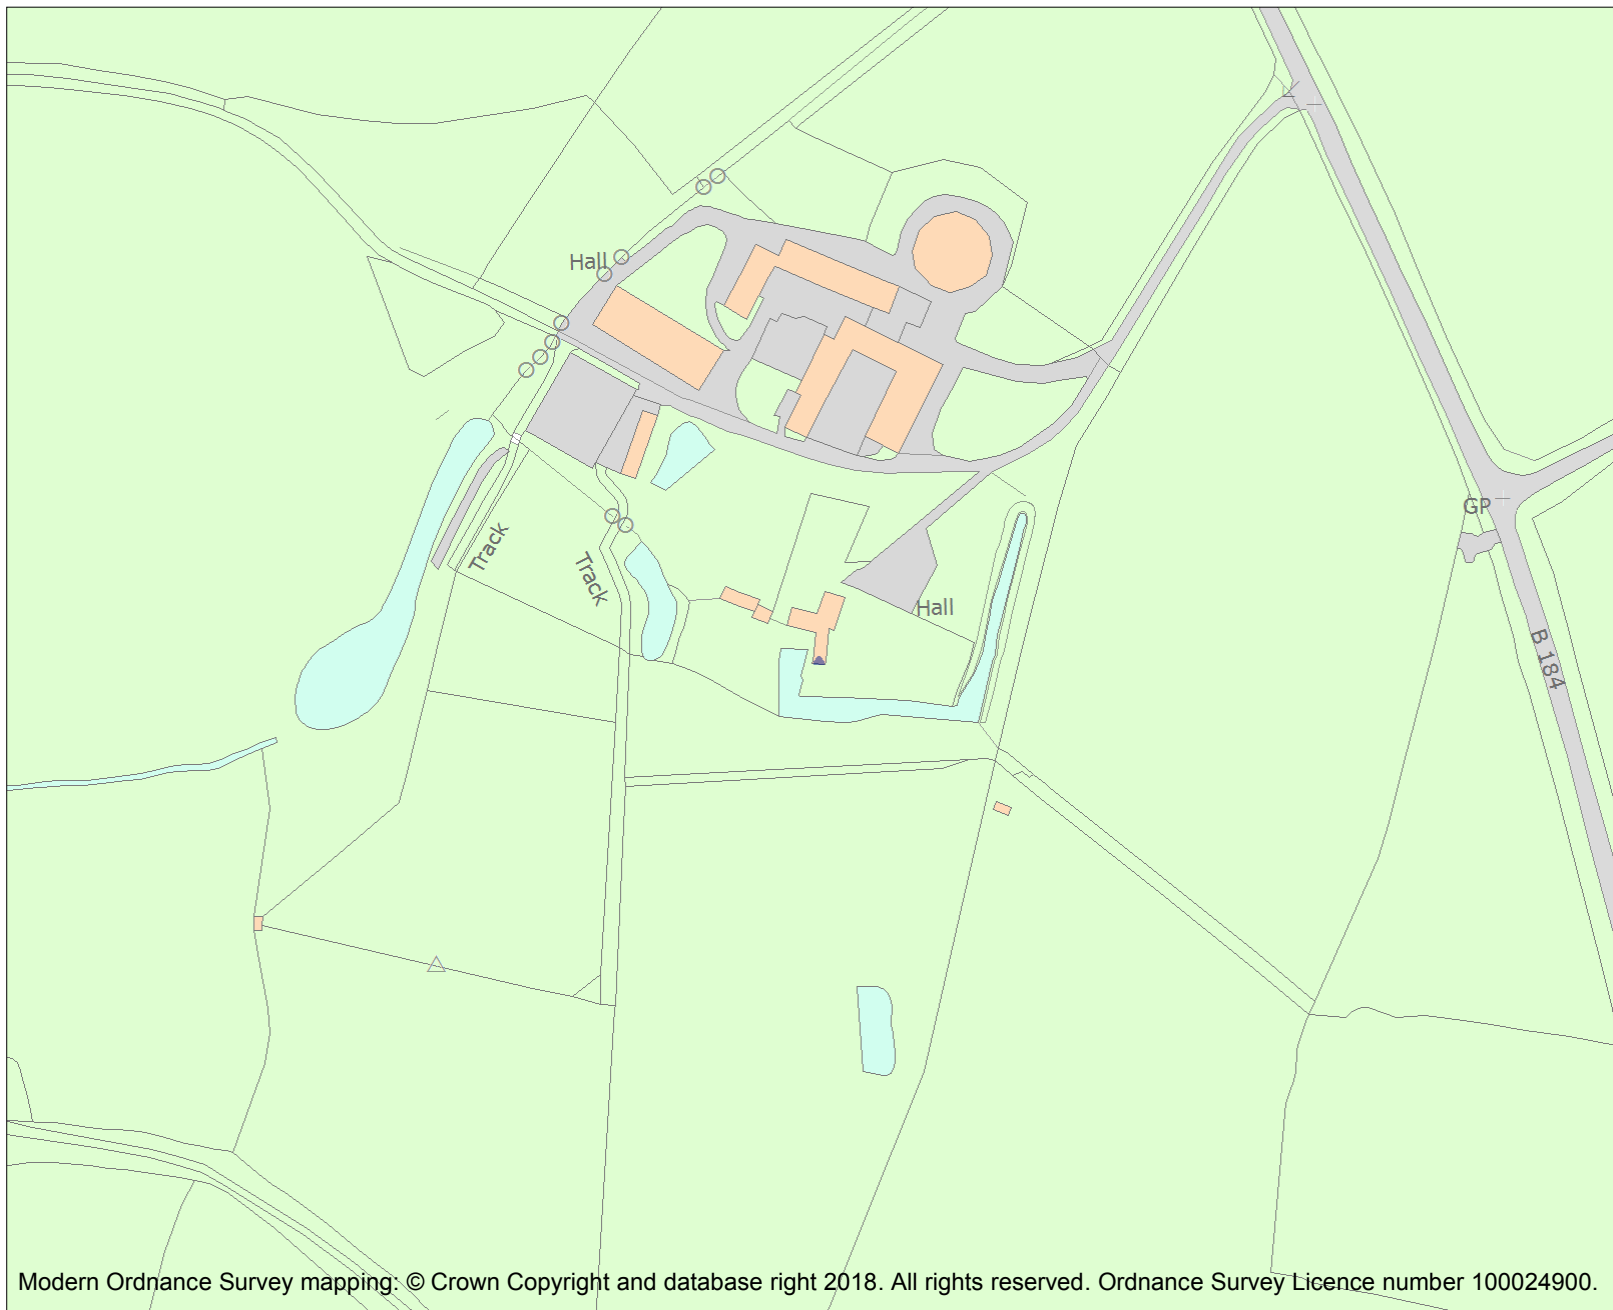 Hall
GP
Track
Track
Hall
B 184
Modern Ordnance Survey mapping: © Crown Copyright and database right 2018. All rights reserved. Ordnance Survey Licence number 100024900.